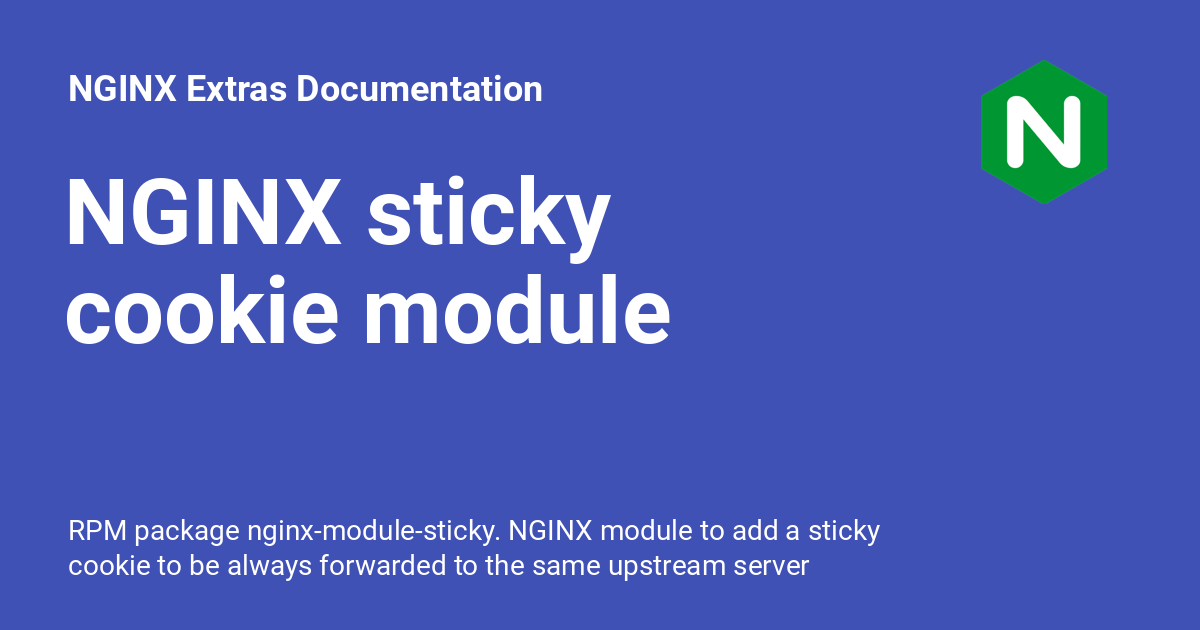 NGINX Extras Documentation
N
NGINX sticky
cookie module
RPM package nginx-module-sticky. NGINX module to add a sticky
cookie to be always forwarded to the same upstream server